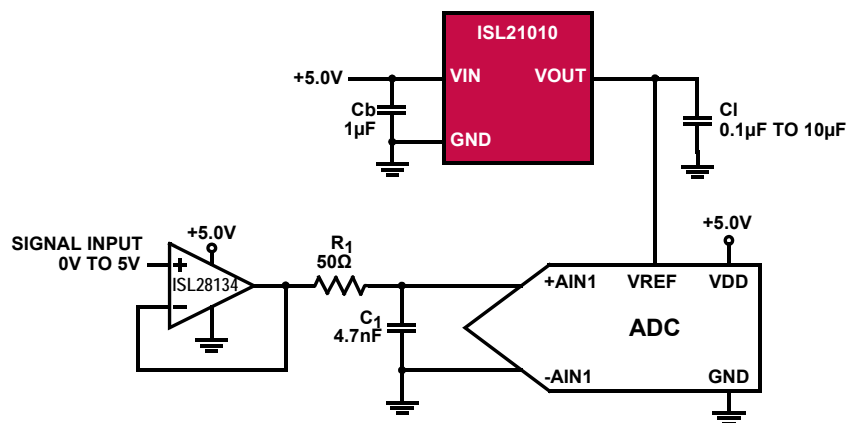 ISL21010
+5.0V
VIN
VOUT
Cb
1µF
GND
Cl
0.1µF TO 10µF
SIGNAL INPUT
0V TO 5V
+5.0V
+
ISL28134
–
R1
50Ω
C1
4.7nF
+5.0V
+AIN1
VREF
VDD
ADC
-AIN1
GND